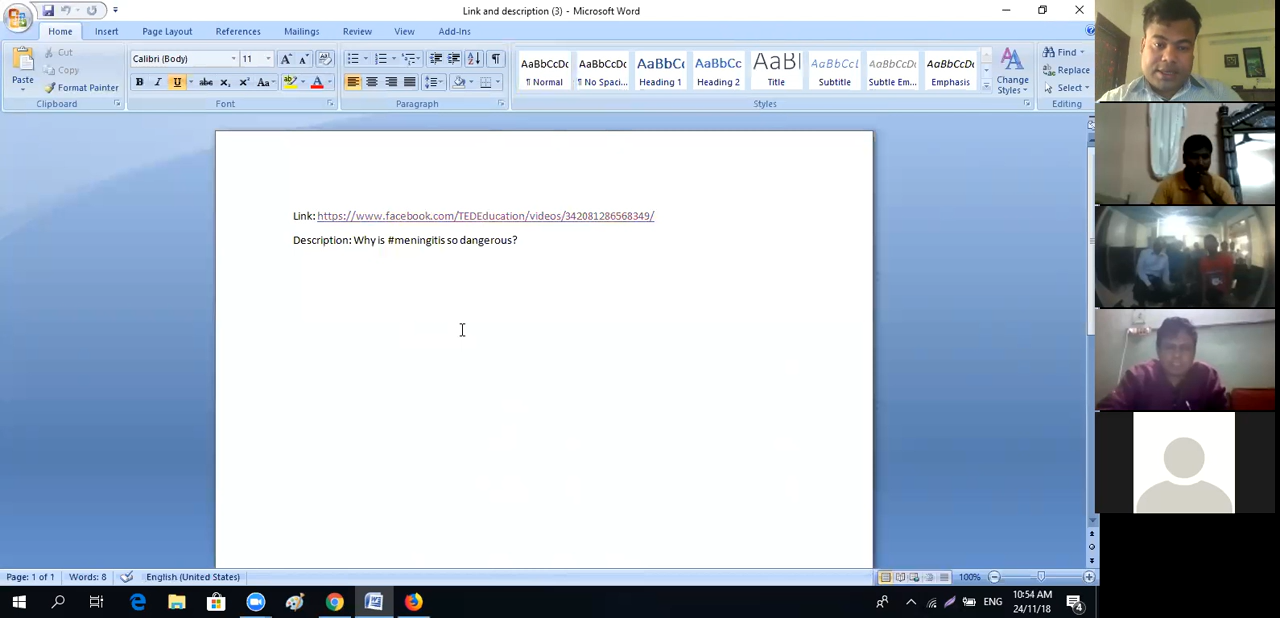 Link and description (3) - Microsoft Word
Home Insert Page Layout References Mailings Review View Add-Ins
Paste
Cut
Copy
Format Painter
Clipboard
Calibri (Body) 11
B I U abc
Font
Paragraph
AaBbCcDc AaBbCcDc AaBbCc AaBbCc AaBl AaBbCcL AaBbCcDc AaBbCcDc
¶ Normal ¶ No Spaci... Heading 1 Heading 2 Title Subtitle Subtle Em... Emphasis
Change Styles
Styles
Find
Replace
Select
Editing
Link: https://www.facebook.com/TEDEducation/videos/342081286568349/
Description: Why is #meningitis so dangerous?
Page: 1 of 1 Words: 8 English (United States) 100%
ENG 10:54 AM
24/11/18
4